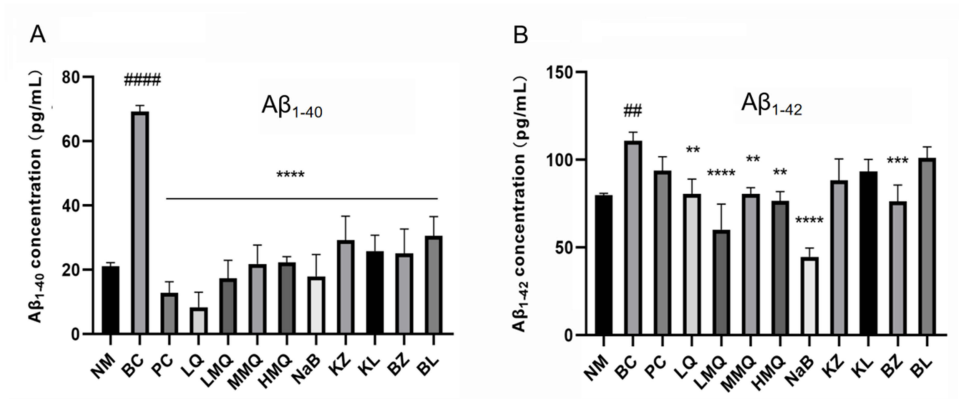 A
Aβ1-40 concentration (pg/mL)
80
60
40
20
0
####
Aβ1-40
****
NM BC PC LQ LMQ MMQ HMQ NaB KZ KL BZ BL
B
Aβ1-42 concentration (pg/mL)
150
100
50
0
##
Aβ1-42
** **** ** ** **** ***
NM BC PC LQ LMQ MMQ HMQ NaB KZ KL BZ BL